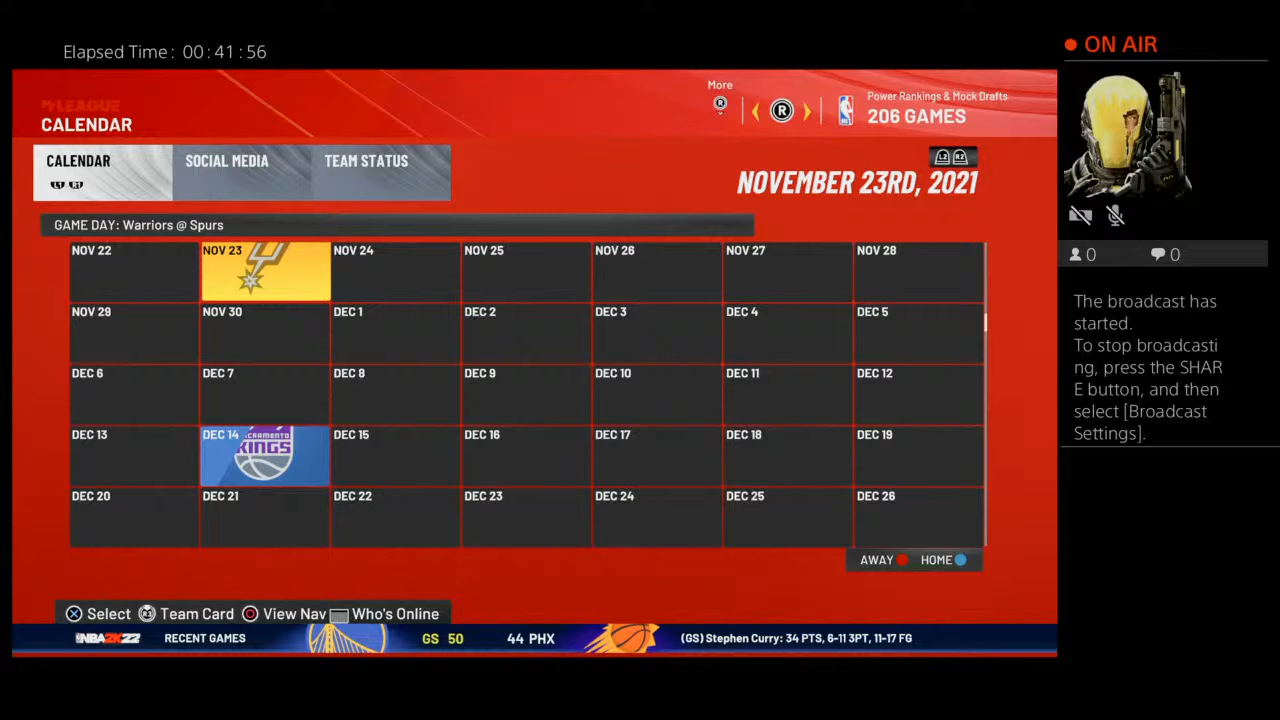 Elapsed Time: 00:41:56
ON AIR
More
R
R
Power Rankings & Mock Drafts
206 GAMES
MYLEAGUE
CALENDAR
CALENDAR
L1 R1
SOCIAL MEDIA
TEAM STATUS
L2 R2
NOVEMBER 23RD, 2021
GAME DAY: Warriors @ Spurs
NOV 22 NOV 23 NOV 24 NOV 25 NOV 26 NOV 27 NOV 28
NOV 29 NOV 30 DEC 1 DEC 2 DEC 3 DEC 4 DEC 5
DEC 6 DEC 7 DEC 8 DEC 9 DEC 10 DEC 11 DEC 12
DEC 13 DEC 14 DEC 15 DEC 16 DEC 17 DEC 18 DEC 19
SACRAMENTO
KINGS
DEC 20 DEC 21 DEC 22 DEC 23 DEC 24 DEC 25 DEC 26
AWAY HOME
Select R3 Team Card View Nav Who's Online
NBA2K22 RECENT GAMES GS 50 44 PHX (GS) Stephen Curry: 34 PTS, 6-11 3PT, 11-17 FG
0 0
The broadcast has
started.
To stop broadcasti
ng, press the SHAR
E button, and then
select [Broadcast
Settings].